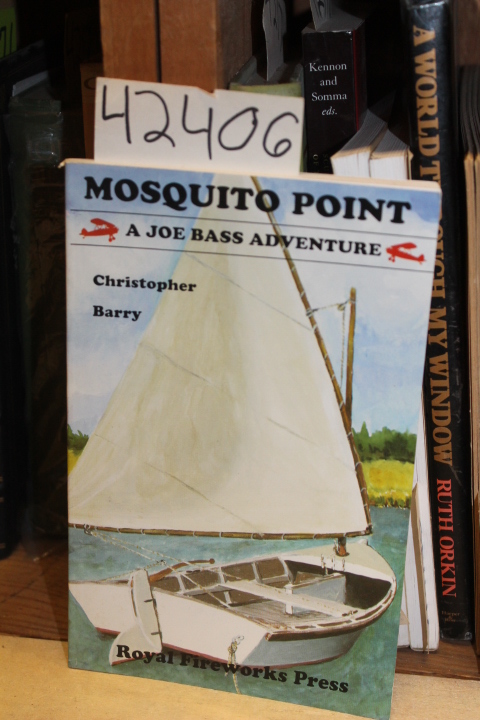 42406
MOSQUITO POINT
A JOE BASS ADVENTURE
Christopher
Barry
Royal Fireworks Press
Kennon
and
Somma
eds.
A WORLD THROUGH MY WINDOW RUTH ORKIN